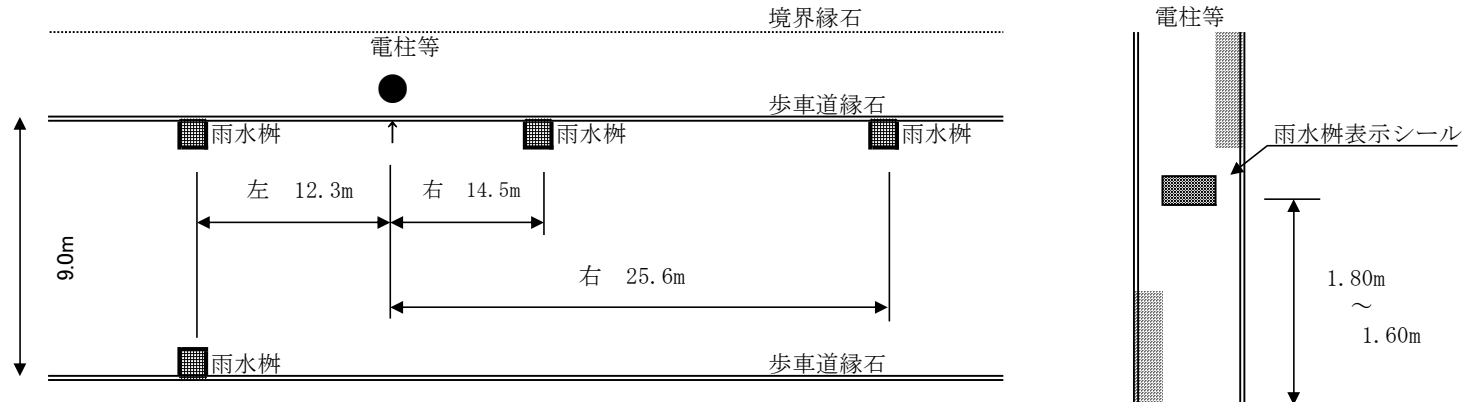 境界縁石
電柱等
歩車道縁石
雨水桝
↑
雨水桝
雨水桝
左 12.3m
右 14.5m
9.0m
右 25.6m
雨水桝
歩車道縁石
電柱等
雨水桝表示シール
1.80m
～
1.60m